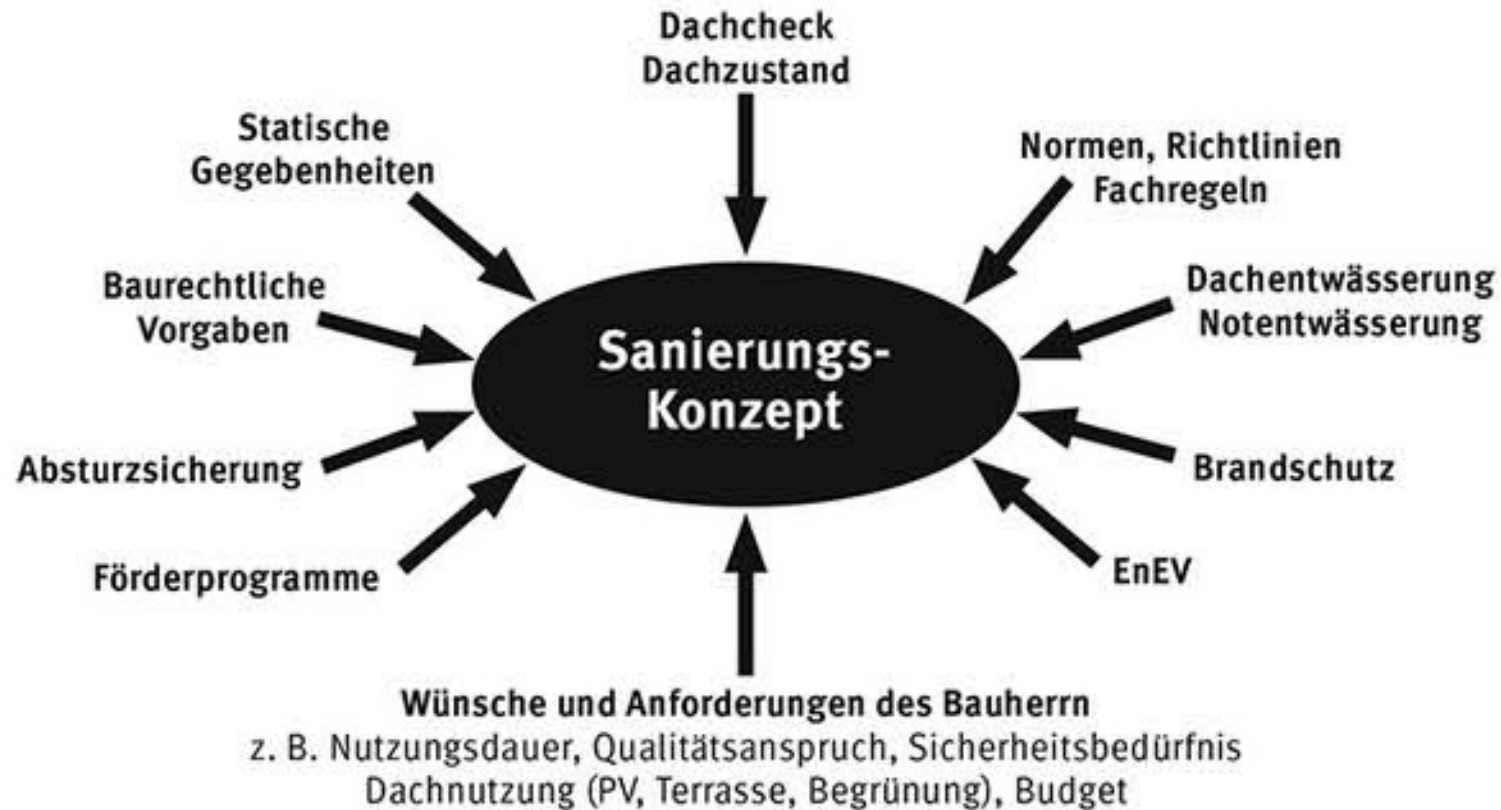 Dachcheck
Dachzustand
Statische
Gegebenheiten
Normen, Richtlinien
Fachregeln
Baurechtliche
Vorgaben
Dachentwässerung
Notentwässerung
Sanierungs-
Konzept
Absturzsicherung
Brandschutz
Förderprogramme
EnEV
Wünsche und Anforderungen des Bauherrn
z. B. Nutzungsdauer, Qualitätsanspruch, Sicherheitsbedürfnis
Dachnutzung (PV, Terrasse, Begrünung), Budget